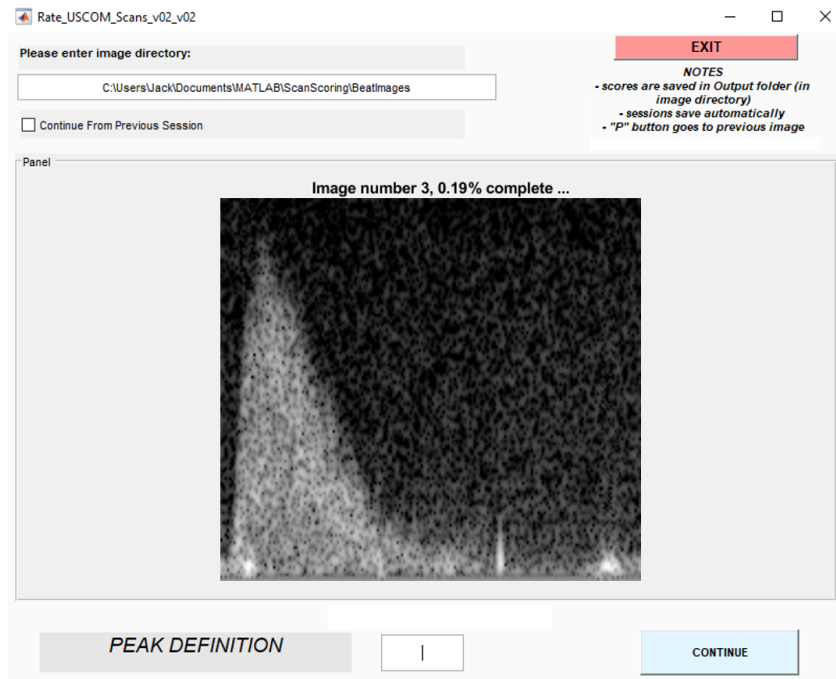 Rate_USCOM_Scans_v02_v02
Please enter image directory:
C:\Users\Jack\Documents\MATLAB\ScanScoring\BeatImages
Continue From Previous Session
EXIT
NOTES
- scores are saved in Output folder (in
image directory)
- sessions save automatically
- "P" button goes to previous image
Panel
Image number 3, 0.19% complete ...
PEAK DEFINITION
CONTINUE